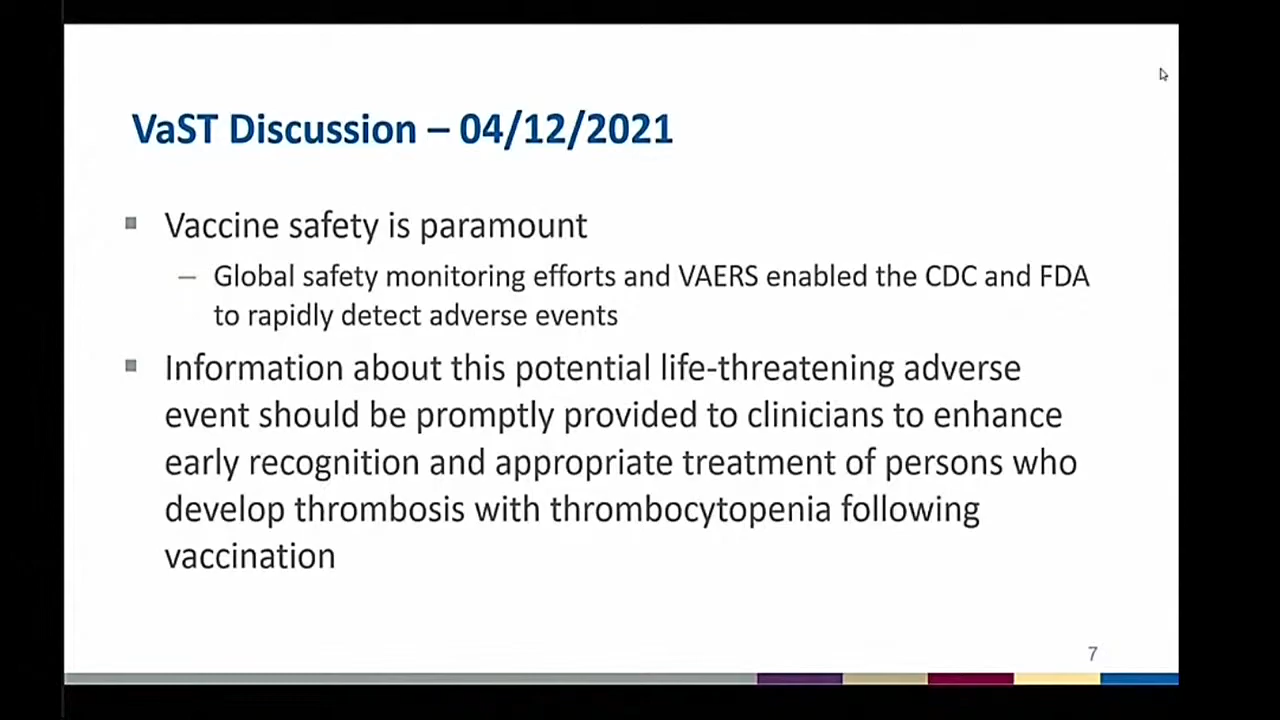 VaST Discussion – 04/12/2021
Vaccine safety is paramount
– Global safety monitoring efforts and VAERS enabled the CDC and FDA
to rapidly detect adverse events
Information about this potential life-threatening adverse
event should be promptly provided to clinicians to enhance
early recognition and appropriate treatment of persons who
develop thrombosis with thrombocytopenia following
vaccination
7